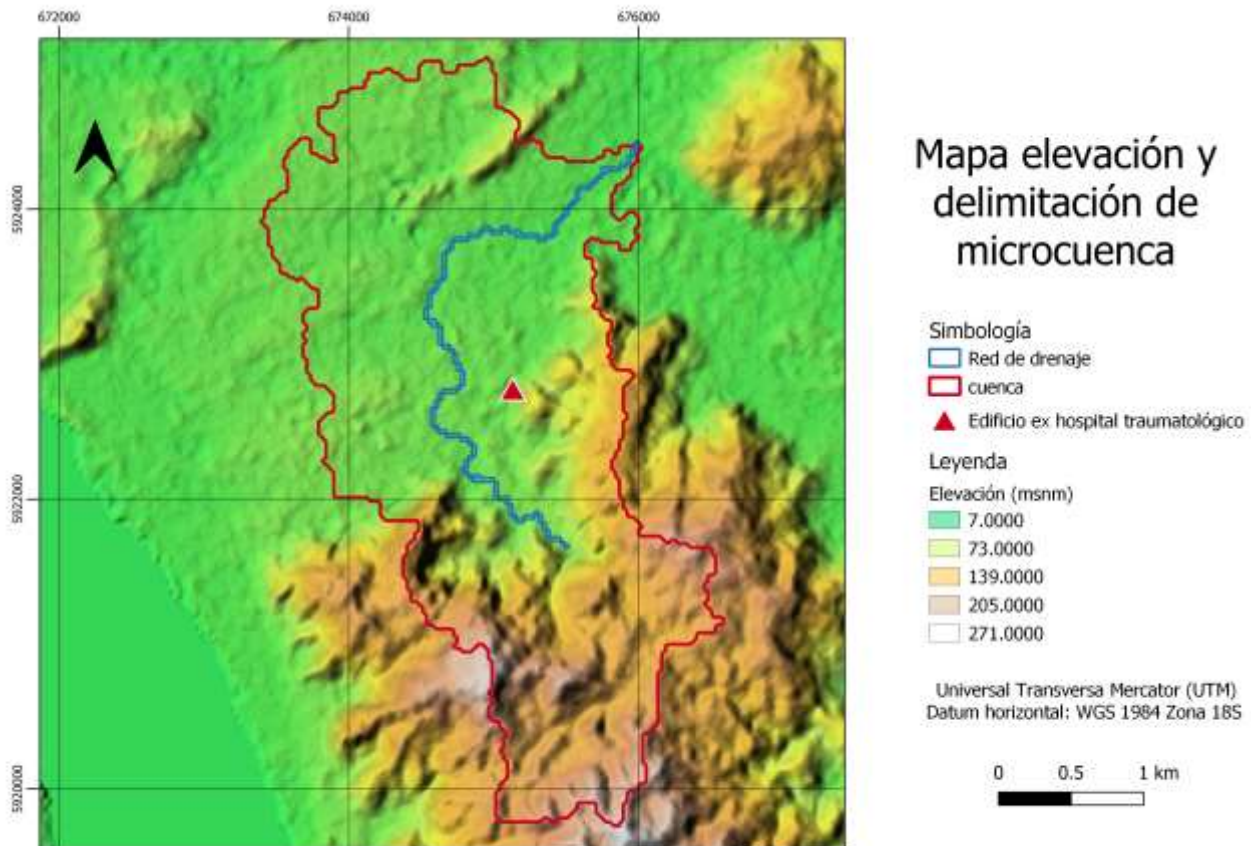 672000
674000
676000
5924000
5922000
5920000
Mapa elevación y
delimitación de
microcuenca
Simbología
Red de drenaje
cuenca
Edificio ex hospital traumatológico
Leyenda
Elevación (msnm)
7.0000
73.0000
139.0000
205.0000
271.0000
Universal Transversa Mercator (UTM)
Datum horizontal: WGS 1984 Zona 18S
0 0.5 1 km